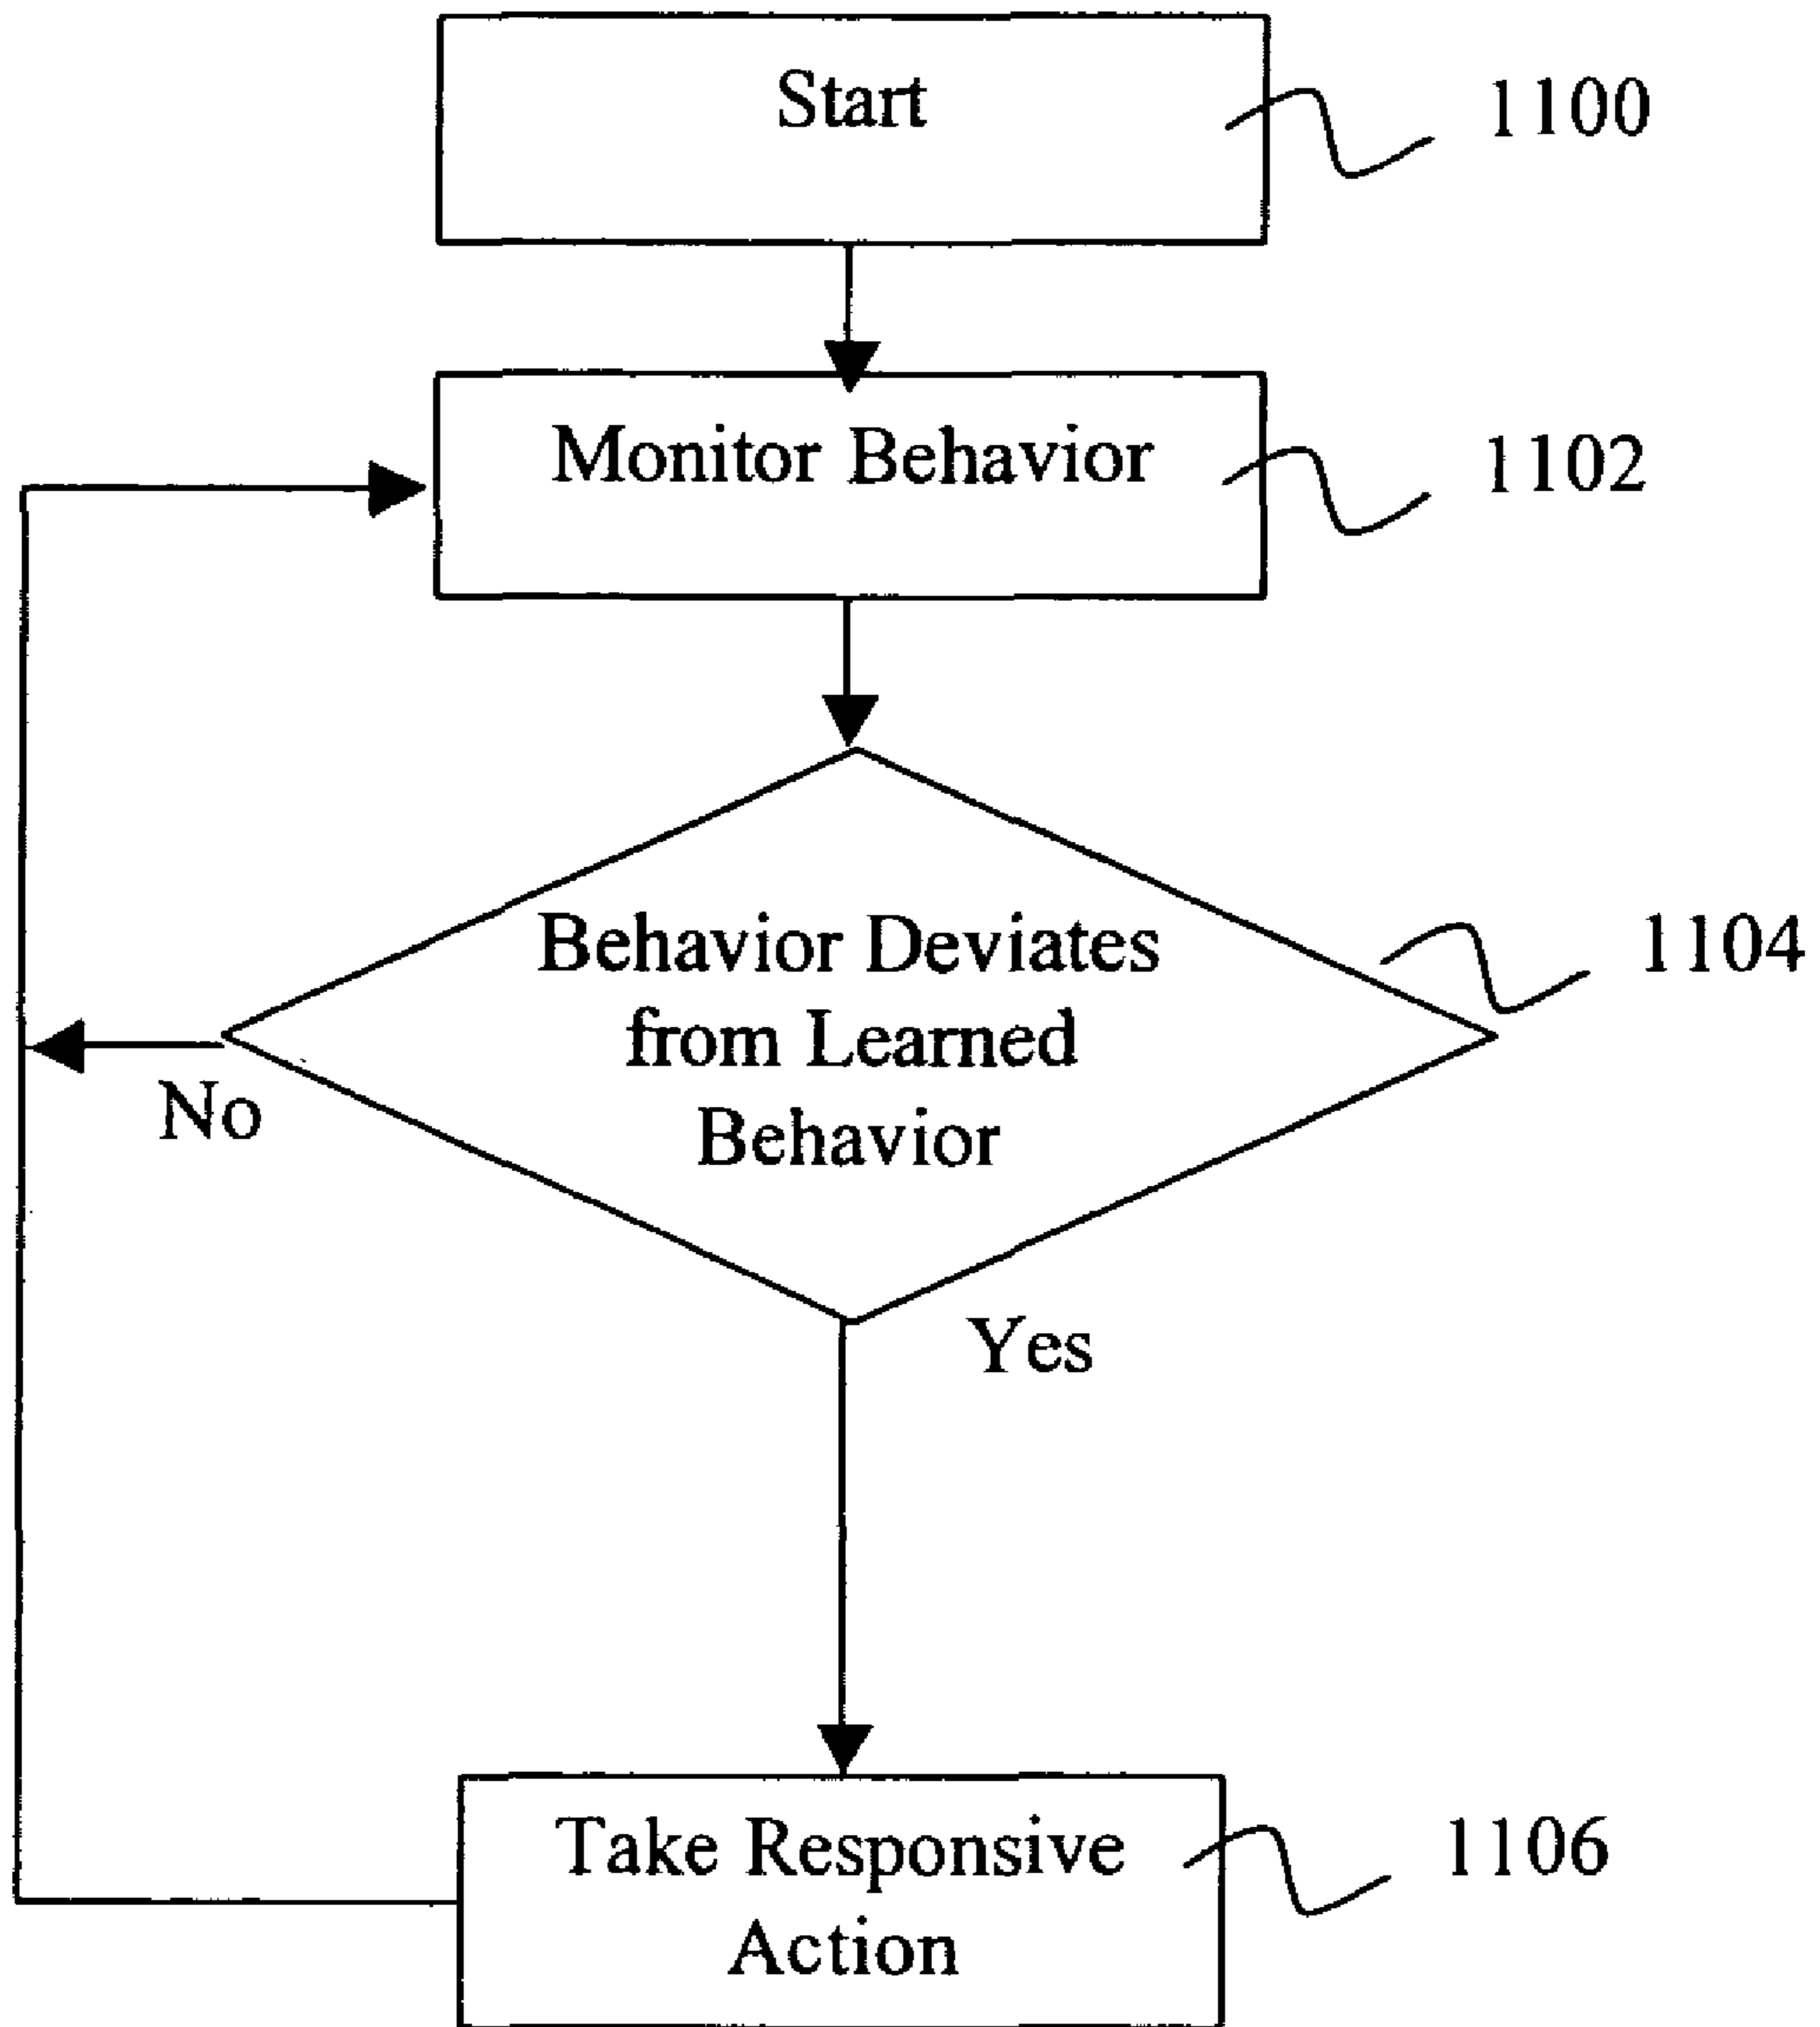 Start
1100
Monitor Behavior
1102
Behavior Deviates
from Learned
Behavior
1104
No
Yes
Take Responsive
Action
1106